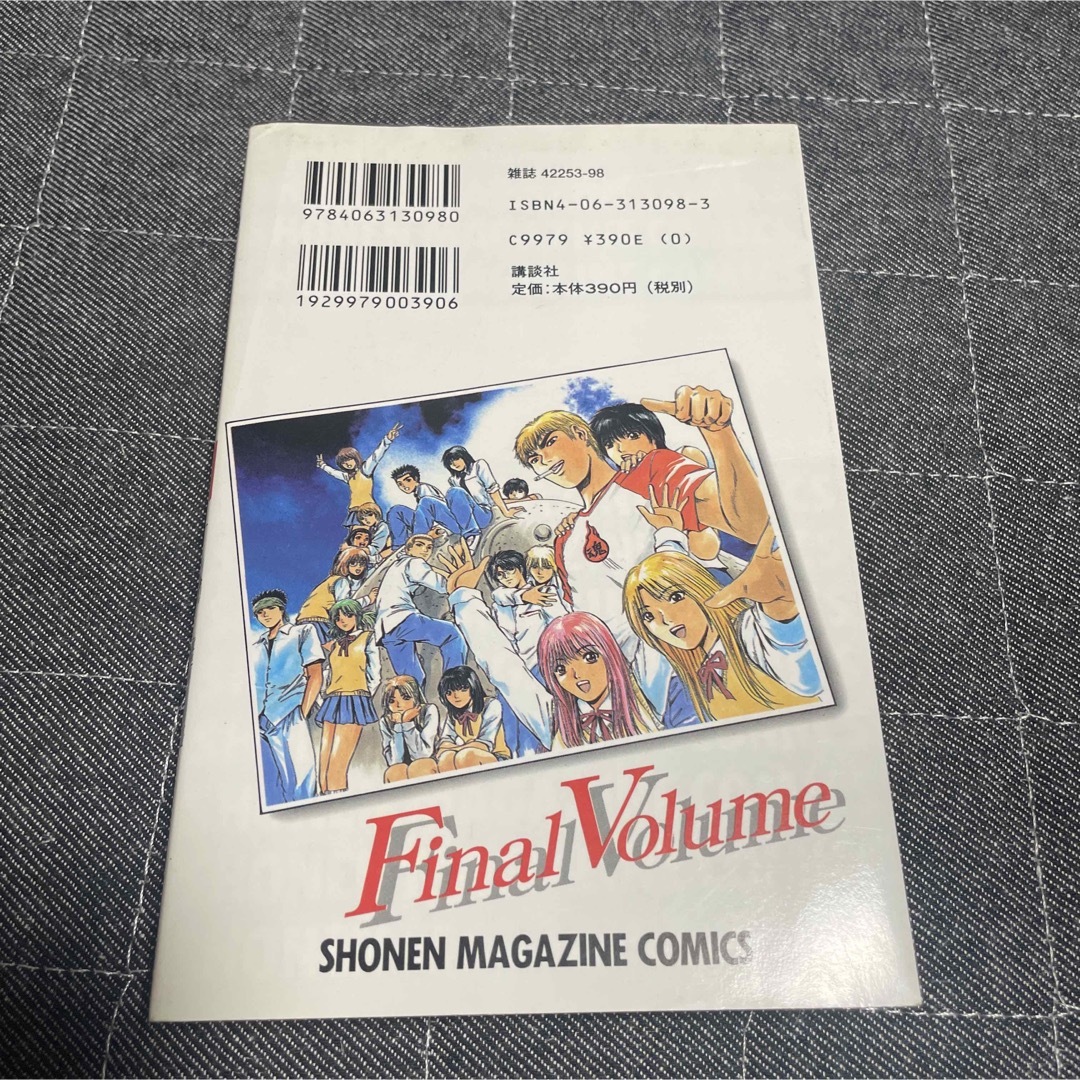 9784063130980
雑誌 42253-98
ISBN4-06-313098-3
C9979 ¥390E (0)
1929979003906
講談社
定価:本体390円(税別)
魂
Final Volume
SHONEN MAGAZINE COMICS